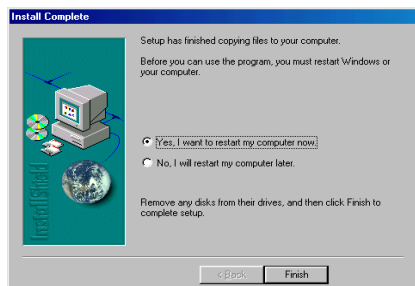 Install Complete
Setup has finished copying files to your computer.
Before you can use the program, you must restart Windows or
your computer.
Yes, I want to restart my computer now.
No, I will restart my computer later.
Remove any disks from their drives, and then click Finish to
complete setup.
InstallShield
< Back
Finish